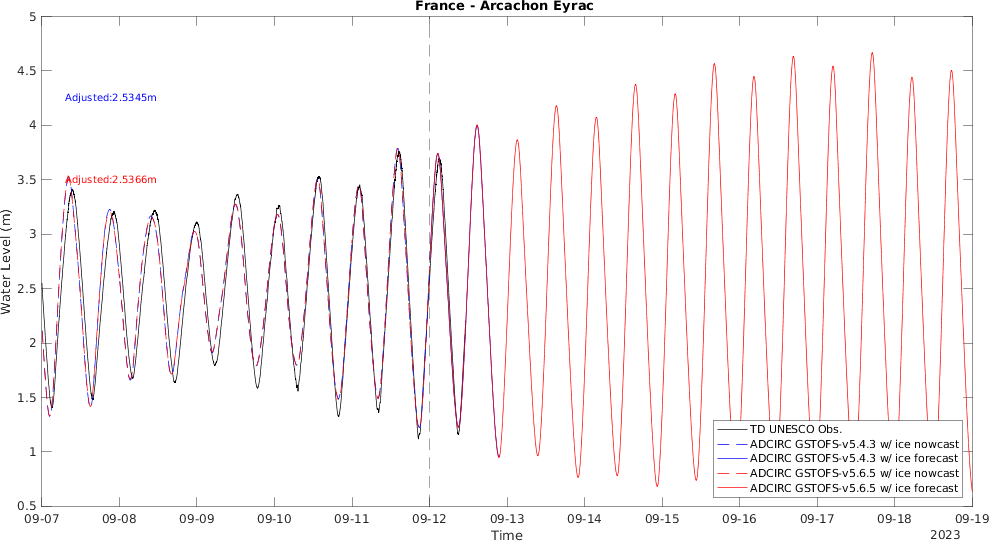 France - Arcachon Eyrac
5
4.5
Adjusted:2.5345m
4
3.5
Adjusted:2.5366m
3
2.5
2
1.5
1
0.5
Water Level (m)
TD UNESCO Obs.
ADCIRC GSTOFS-v5.4.3 w/ ice nowcast
ADCIRC GSTOFS-v5.4.3 w/ ice forecast
ADCIRC GSTOFS-v5.6.5 w/ ice nowcast
ADCIRC GSTOFS-v5.6.5 w/ ice forecast
09-07 09-08 09-09 09-10 09-11 09-12 09-13 09-14 09-15 09-16 09-17 09-18 09-19
Time
2023